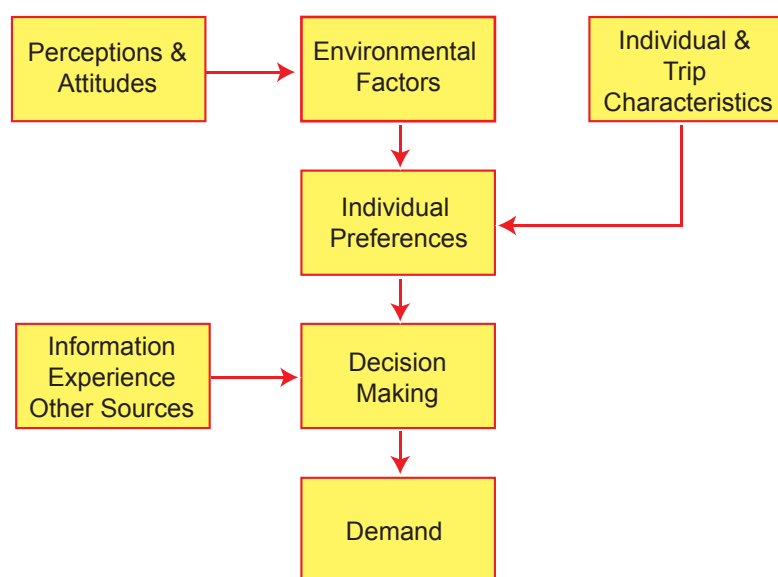 Perceptions &
Attitudes
Environmental
Factors
Individual &
Trip
Characteristics
Individual
Preferences
Information
Experience
Other Sources
Decision
Making
Demand